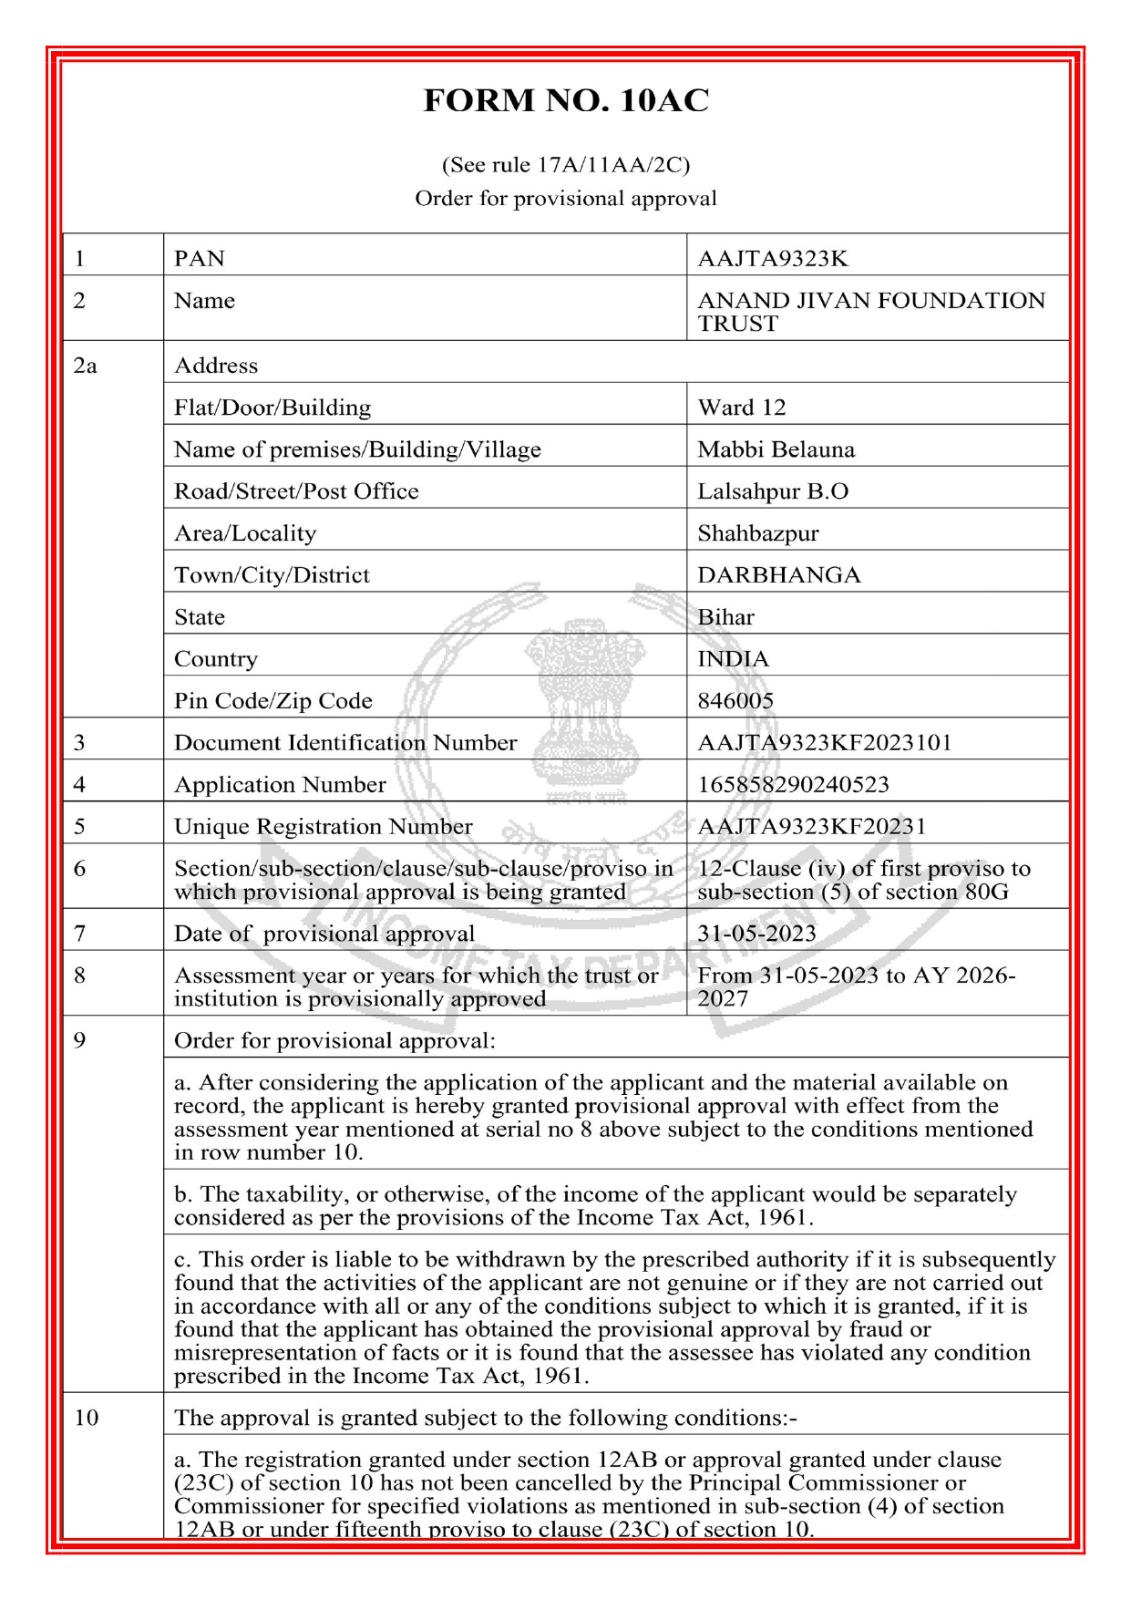 FORM NO. 10AC
(See rule 17A/11AA/2C)
Order for provisional approval
1 PAN AAJTA9323K
2 Name ANAND JIVAN FOUNDATION
TRUST
2a Address
Flat/Door/Building Ward 12
Name of premises/Building/Village Mabbi Belauna
Road/Street/Post Office Lalsahpur B.O
Area/Locality Shahbazpur
Town/City/District DARBHANGA
State Bihar
Country INDIA
Pin Code/Zip Code 846005
3 Document Identification Number AAJTA9323KF2023101
4 Application Number 165858290240523
सत्यमेव जयते
5 Unique Registration Number AAJTA9323KF20231
कोष मूलो दण्ड
6 Section/sub-section/clause/sub-clause/proviso in 12-Clause (iv) of first proviso to
which provisional approval is being granted sub-section (5) of section 80G
7 Date of provisional approval 31-05-2023
INCOME TAX DEPARTMENT
8 Assessment year or years for which the trust or From 31-05-2023 to AY 2026-
institution is provisionally approved 2027
9 Order for provisional approval:
a. After considering the application of the applicant and the material available on
record, the applicant is hereby granted provisional approval with effect from the
assessment year mentioned at serial no 8 above subject to the conditions mentioned
in row number 10.
b. The taxability, or otherwise, of the income of the applicant would be separately
considered as per the provisions of the Income Tax Act, 1961.
c. This order is liable to be withdrawn by the prescribed authority if it is subsequently
found that the activities of the applicant are not genuine or if they are not carried out
in accordance with all or any of the conditions subject to which it is granted, if it is
found that the applicant has obtained the provisional approval by fraud or
misrepresentation of facts or it is found that the assessee has violated any condition
prescribed in the Income Tax Act, 1961.
10 The approval is granted subject to the following conditions:-
a. The registration granted under section 12AB or approval granted under clause
(23C) of section 10 has not been cancelled by the Principal Commissioner or
Commissioner for specified violations as mentioned in sub-section (4) of section
12AB or under fifteenth proviso to clause (23C) of section 10.